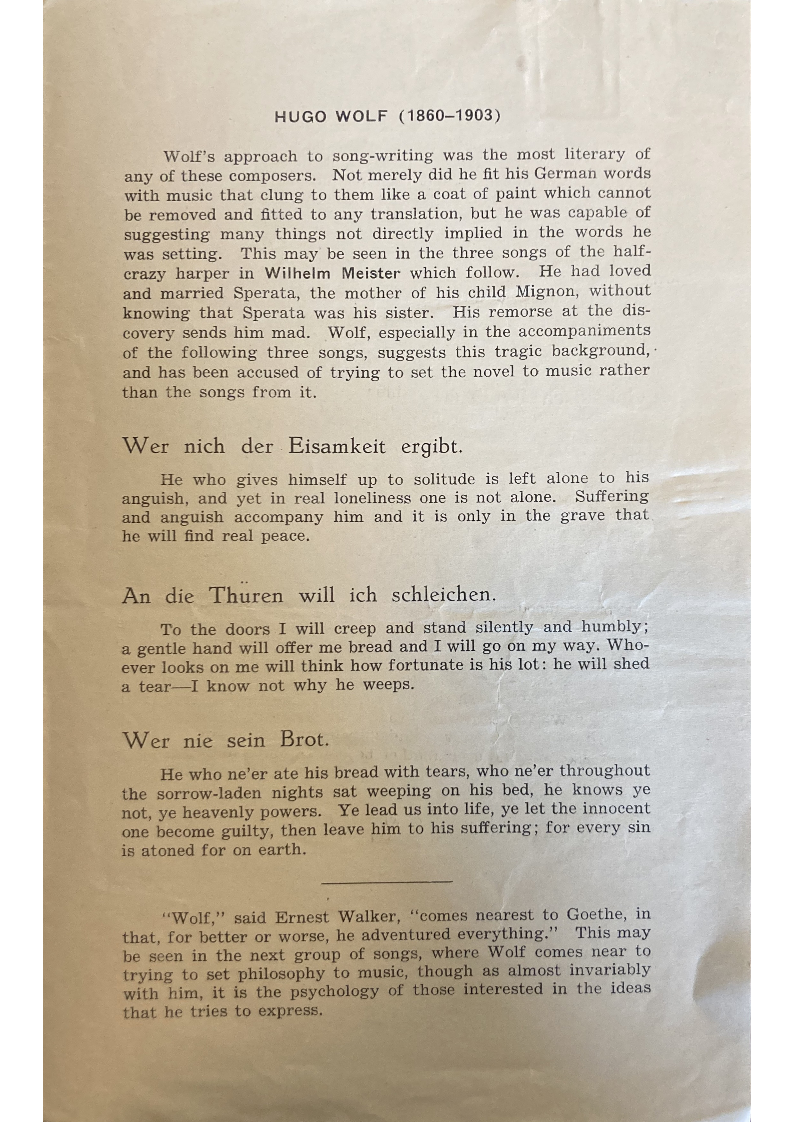 HUGO WOLF (1860–1903)
Wolf's approach to song-writing was the most literary of
any of these composers. Not merely did he fit his German words
with music that clung to them like a coat of paint which cannot
be removed and fitted to any translation, but he was capable of
suggesting many things not directly implied in the words he
was setting. This may be seen in the three songs of the half-
crazy harper in Wilhelm Meister which follow. He had loved
and married Sperata, the mother of his child Mignon, without
knowing that Sperata was his sister. His remorse at the dis-
covery sends him mad. Wolf, especially in the accompaniments
of the following three songs, suggests this tragic background,
and has been accused of trying to set the novel to music rather
than the songs from it.
Wer nich der Eisamkeit ergibt.
He who gives himself up to solitude is left alone to his
anguish, and yet in real loneliness one is not alone. Suffering
and anguish accompany him and it is only in the grave that
he will find real peace.
An die Thüren will ich schleichen.
To the doors I will creep and stand silently and humbly;
a gentle hand will offer me bread and I will go on my way. Who-
ever looks on me will think how fortunate is his lot: he will shed
a tear—I know not why he weeps.
Wer nie sein Brot.
He who ne'er ate his bread with tears, who ne'er throughout
the sorrow-laden nights sat weeping on his bed, he knows ye
not, ye heavenly powers. Ye lead us into life, ye let the innocent
one become guilty, then leave him to his suffering; for every sin
is atoned for on earth.
"Wolf," said Ernest Walker, "comes nearest to Goethe, in
that, for better or worse, he adventured everything." This may
be seen in the next group of songs, where Wolf comes near to
trying to set philosophy to music, though as almost invariably
with him, it is the psychology of those interested in the ideas
that he tries to express.